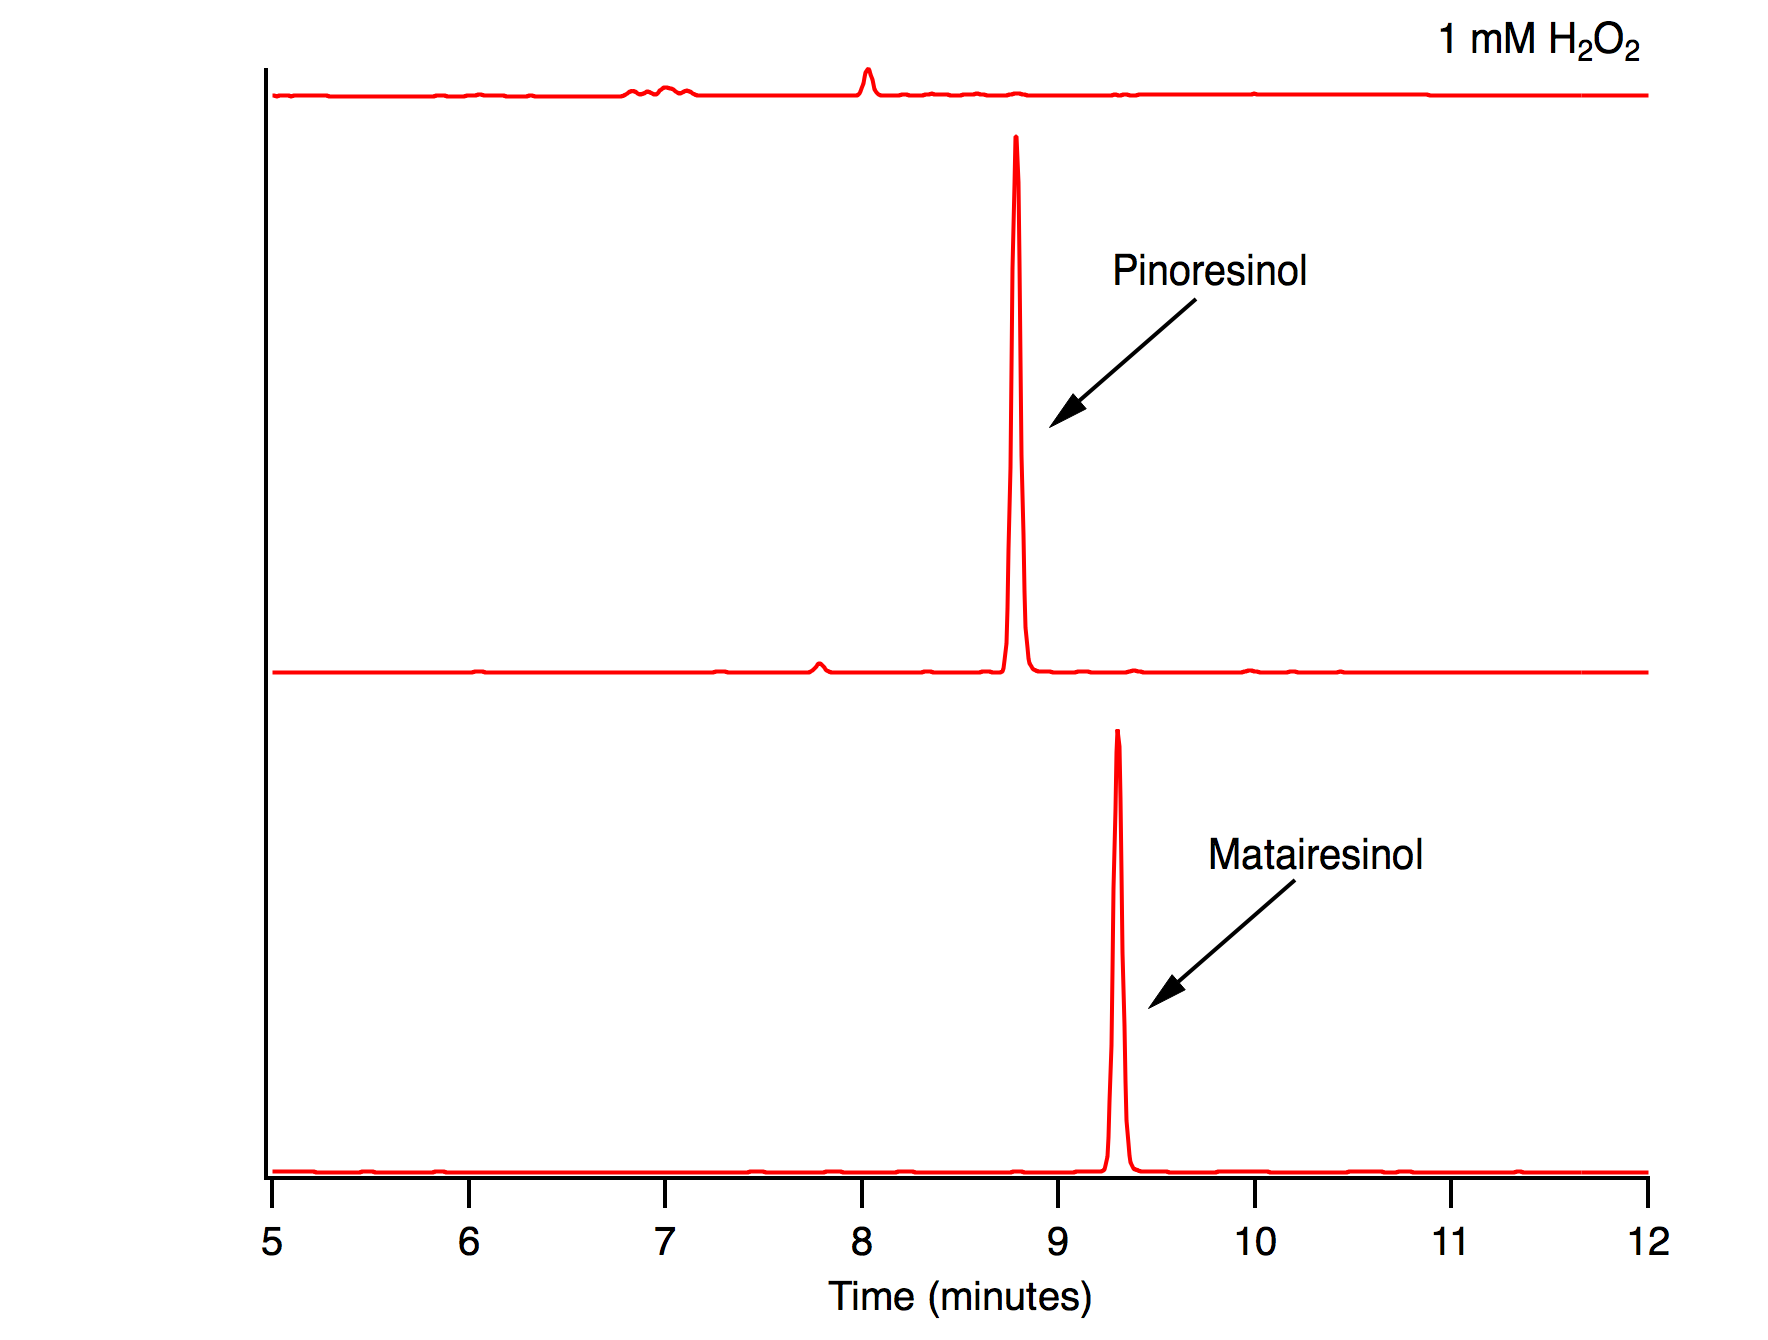 1 mM H₂O₂
Pinoresinol
Matairesinol
5 6 7 8 9 10 11 12
Time (minutes)